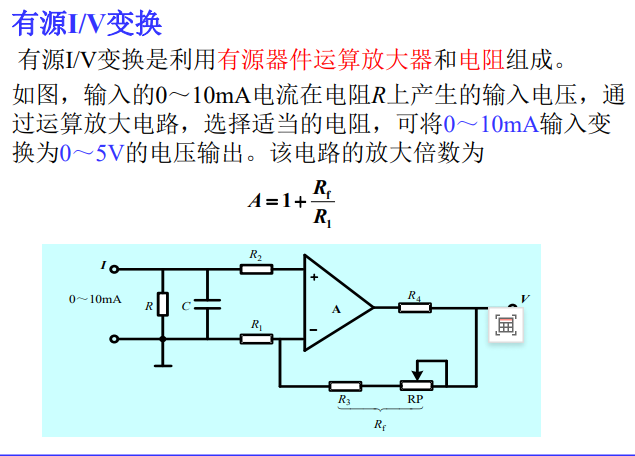 有源I/V变换
有源I/V变换是利用有源器件运算放大器和电阻组成。
如图，输入的0～10mA电流在电阻R上产生的输入电压，通
过运算放大电路，选择适当的电阻，可将0～10mA输入变
换为0～5V的电压输出。该电路的放大倍数为
A=1+Rf/R1
R2
I
+
0～10mA
R
C
A
R4
V
R1
-
R3
RP
Rf